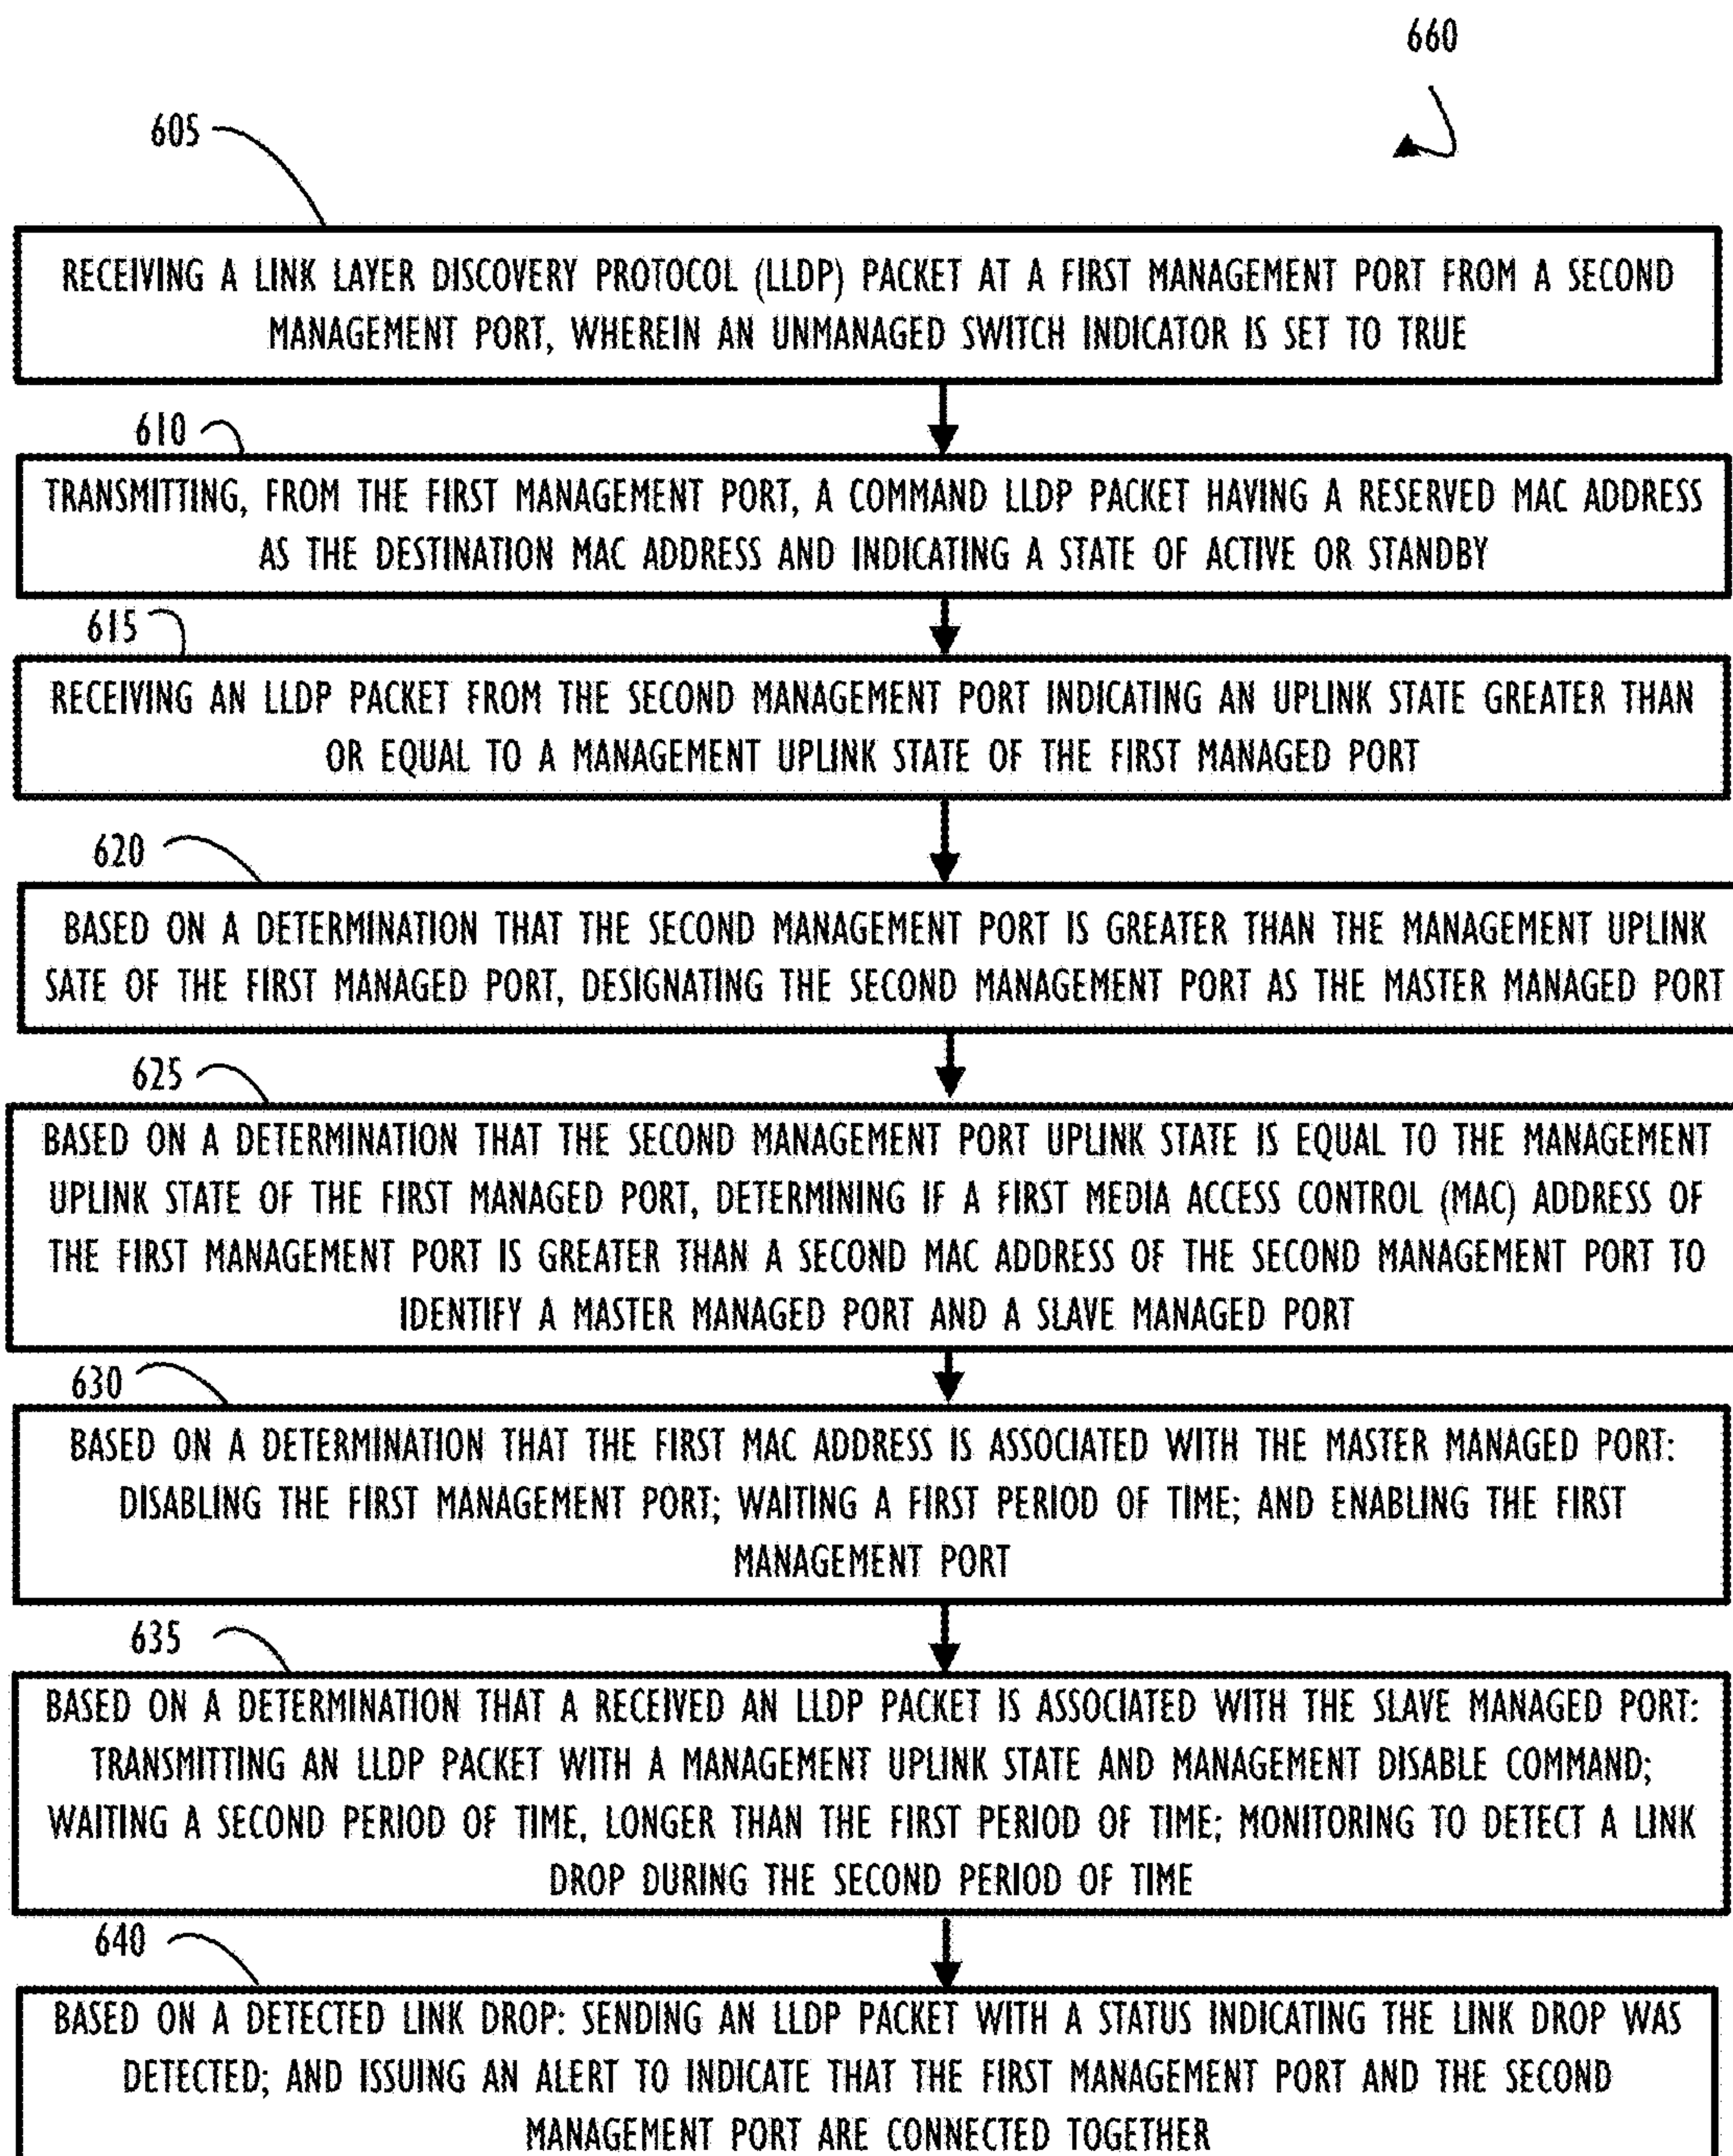 660
605
RECEIVING A LINK LAYER DISCOVERY PROTOCOL (LLDP) PACKET AT A FIRST MANAGEMENT PORT FROM A SECOND
MANAGEMENT PORT, WHEREIN AN UNMANAGED SWITCH INDICATOR IS SET TO TRUE
610
TRANSMITTING, FROM THE FIRST MANAGEMENT PORT, A COMMAND LLDP PACKET HAVING A RESERVED MAC ADDRESS
AS THE DESTINATION MAC ADDRESS AND INDICATING A STATE OF ACTIVE OR STANDBY
615
RECEIVING AN LLDP PACKET FROM THE SECOND MANAGEMENT PORT INDICATING AN UPLINK STATE GREATER THAN
OR EQUAL TO A MANAGEMENT UPLINK STATE OF THE FIRST MANAGED PORT
620
BASED ON A DETERMINATION THAT THE SECOND MANAGEMENT PORT IS GREATER THAN THE MANAGEMENT UPLINK
SATE OF THE FIRST MANAGED PORT, DESIGNATING THE SECOND MANAGEMENT PORT AS THE MASTER MANAGED PORT
625
BASED ON A DETERMINATION THAT THE SECOND MANAGEMENT PORT UPLINK STATE IS EQUAL TO THE MANAGEMENT
UPLINK STATE OF THE FIRST MANAGED PORT, DETERMINING IF A FIRST MEDIA ACCESS CONTROL (MAC) ADDRESS OF
THE FIRST MANAGEMENT PORT IS GREATER THAN A SECOND MAC ADDRESS OF THE SECOND MANAGEMENT PORT TO
IDENTIFY A MASTER MANAGED PORT AND A SLAVE MANAGED PORT
630
BASED ON A DETERMINATION THAT THE FIRST MAC ADDRESS IS ASSOCIATED WITH THE MASTER MANAGED PORT:
DISABLING THE FIRST MANAGEMENT PORT; WAITING A FIRST PERIOD OF TIME; AND ENABLING THE FIRST
MANAGEMENT PORT
635
BASED ON A DETERMINATION THAT A RECEIVED AN LLDP PACKET IS ASSOCIATED WITH THE SLAVE MANAGED PORT:
TRANSMITTING AN LLDP PACKET WITH A MANAGEMENT UPLINK STATE AND MANAGEMENT DISABLE COMMAND;
WAITING A SECOND PERIOD OF TIME, LONGER THAN THE FIRST PERIOD OF TIME; MONITORING TO DETECT A LINK
DROP DURING THE SECOND PERIOD OF TIME
640
BASED ON A DETECTED LINK DROP: SENDING AN LLDP PACKET WITH A STATUS INDICATING THE LINK DROP WAS
DETECTED; AND ISSUING AN ALERT TO INDICATE THAT THE FIRST MANAGEMENT PORT AND THE SECOND
MANAGEMENT PORT ARE CONNECTED TOGETHER